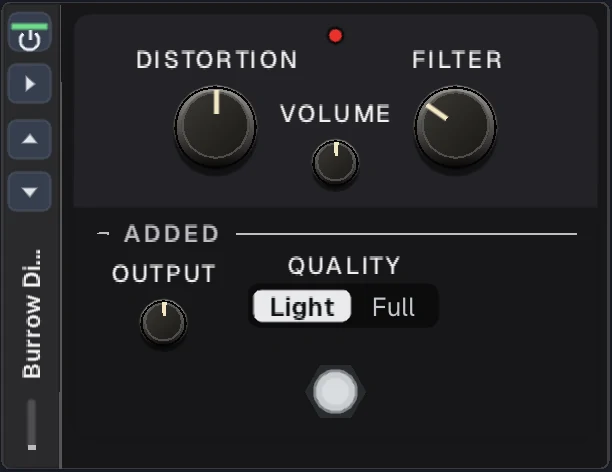 DISTORTION
FILTER
VOLUME
ADDED
OUTPUT
QUALITY
Light
Full
Burrow Di...